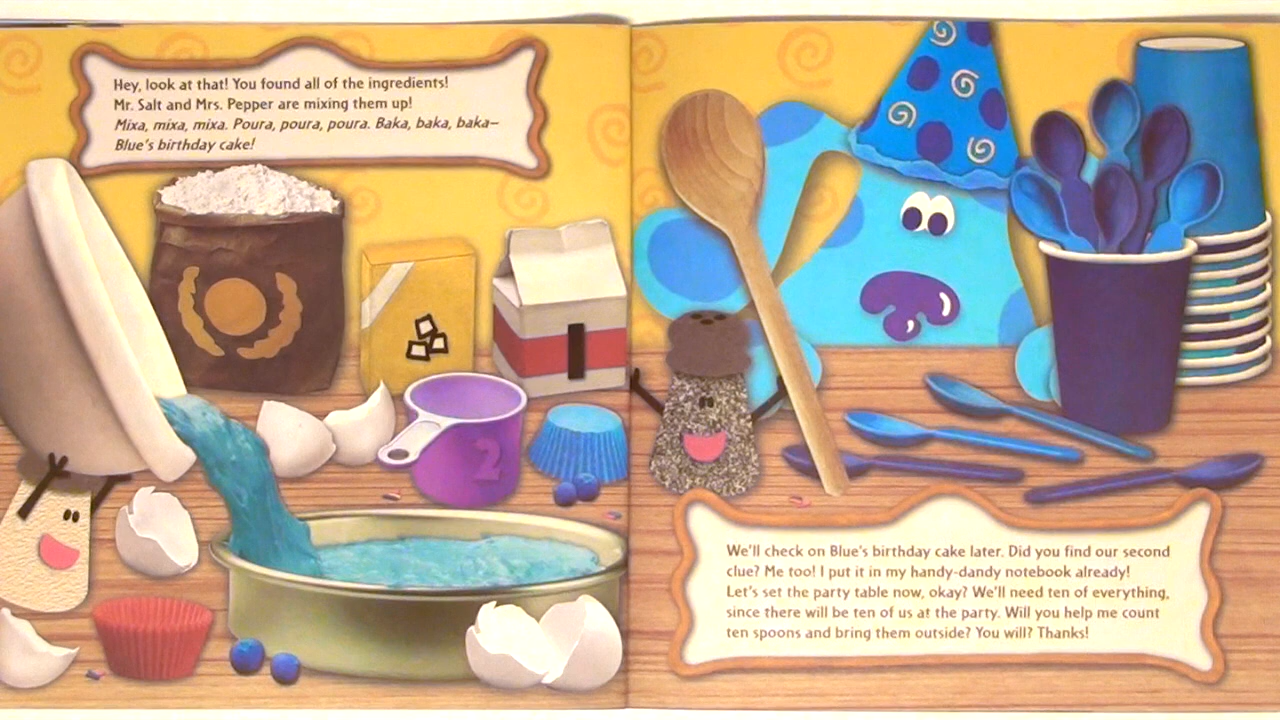 Hey, look at that! You found all of the ingredients!
Mr. Salt and Mrs. Pepper are mixing them up!
Mixa, mixa, mixa. Poura, poura, poura. Baka, baka, baka–
Blue's birthday cake!
2
We'll check on Blue's birthday cake later. Did you find our second
clue? Me too! I put it in my handy-dandy notebook already!
Let's set the party table now, okay? We'll need ten of everything,
since there will be ten of us at the party. Will you help me count
ten spoons and bring them outside? You will? Thanks!